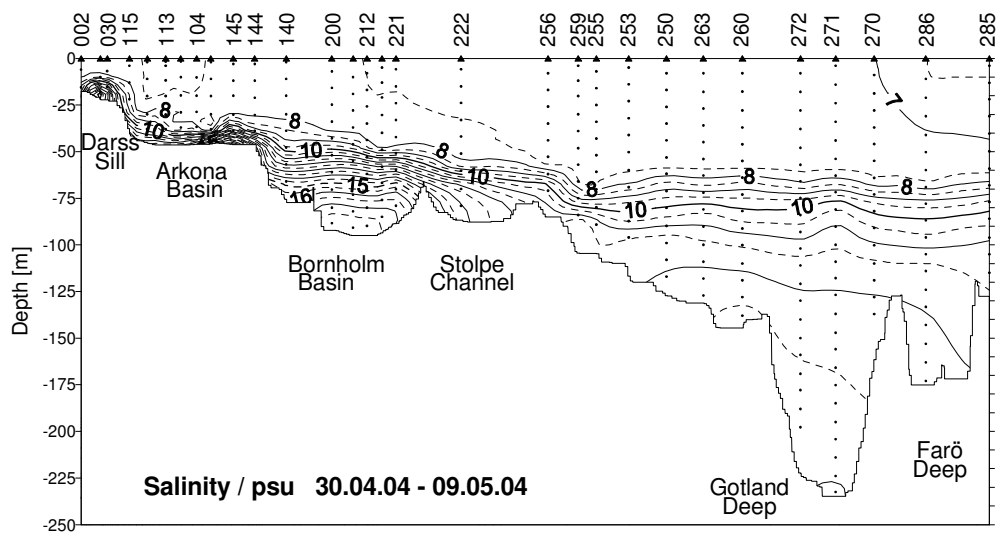 002 030 115 113 104 145 144 140 200 212 221 222 256 259 255 253 250 263 260 272 271 270 286 285
0
-25
-50
-75
-100
-125
-150
-175
-200
-225
-250
Depth [m]
8
10
8
10
15
16
8
10
8
10
8
10
8
7
Darss
Sill
Arkona
Basin
Bornholm
Basin
Stolpe
Channel
Gotland
Deep
Farö
Deep
Salinity / psu 30.04.04 - 09.05.04